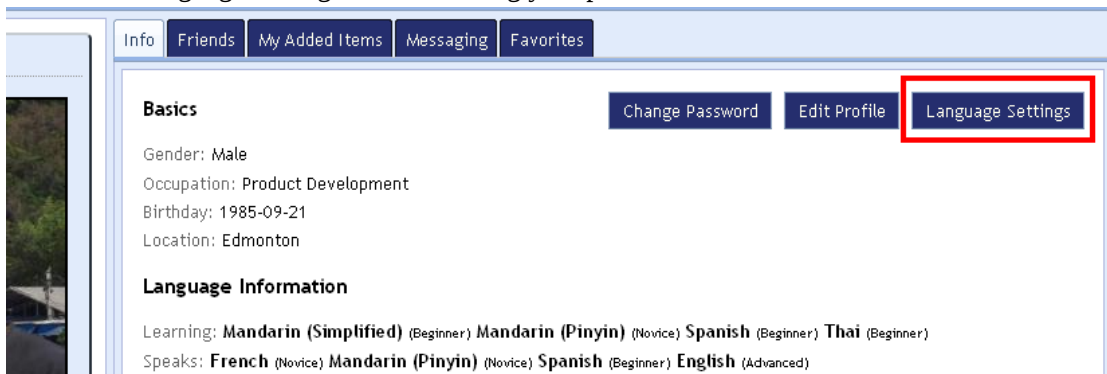 Info Friends My Added Items Messaging Favorites
Basics Change Password Edit Profile Language Settings
Gender: Male
Occupation: Product Development
Birthday: 1985-09-21
Location: Edmonton
Language Information
Learning: Mandarin (Simplified) (Beginner) Mandarin (Pinyin) (Novice) Spanish (Beginner) Thai (Beginner)
Speaks: French (Novice) Mandarin (Pinyin) (Novice) Spanish (Beginner) English (Advanced)